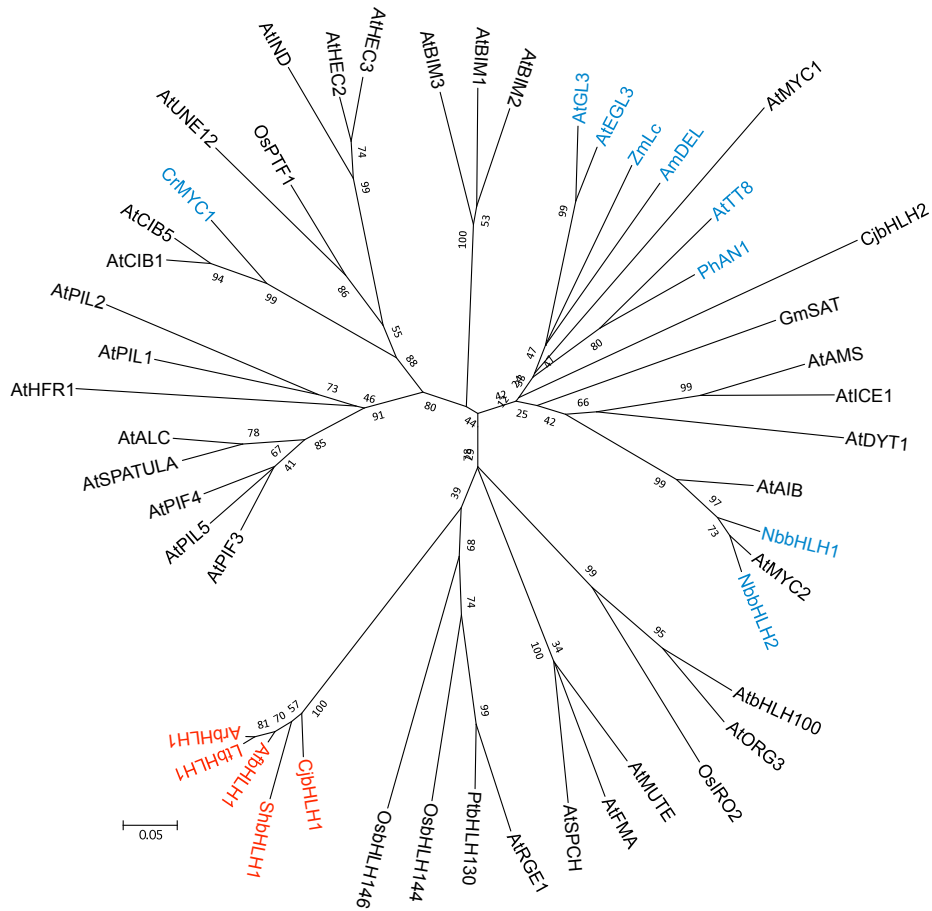 AtIND
AtHEC2
AtHEC3
AtBIM3
AtBIM1
AtBIM2
AtGL3
AtEGL3
ZmLc
AmDEL
AtMYC1
AtTT8
PhAN1
CjbHLH2
GmSAT
AtAMS
AtICE1
AtDYT1
AtAIB
NbbHLH1
AtMYC2
NbbHLH2
AtbHLH100
AtORG3
OsIRO2
AtMUTE
AtFMA
AtSPCH
AtRGE1
PtbHLH130
OsbHLH144
OsbHLH146
CjbHLH1
ShbHLH1
AfbHLH1
LtbHLH1
ArbHLH1
AtPIF3
AtPIL5
AtPIF4
AtSPATULA
AtALC
AtHFR1
AtPIL1
AtPIL2
AtCIB1
AtCIB5
CrMYC1
AtUNE12
OsPTF1
74
99
86
55
88
94
99
80
73
46
91
78
85
67
41
100
53
44
99
47
80
42
25
42
66
99
99
97
73
39
89
74
99
100
34
99
95
81
70
57
100
0.05